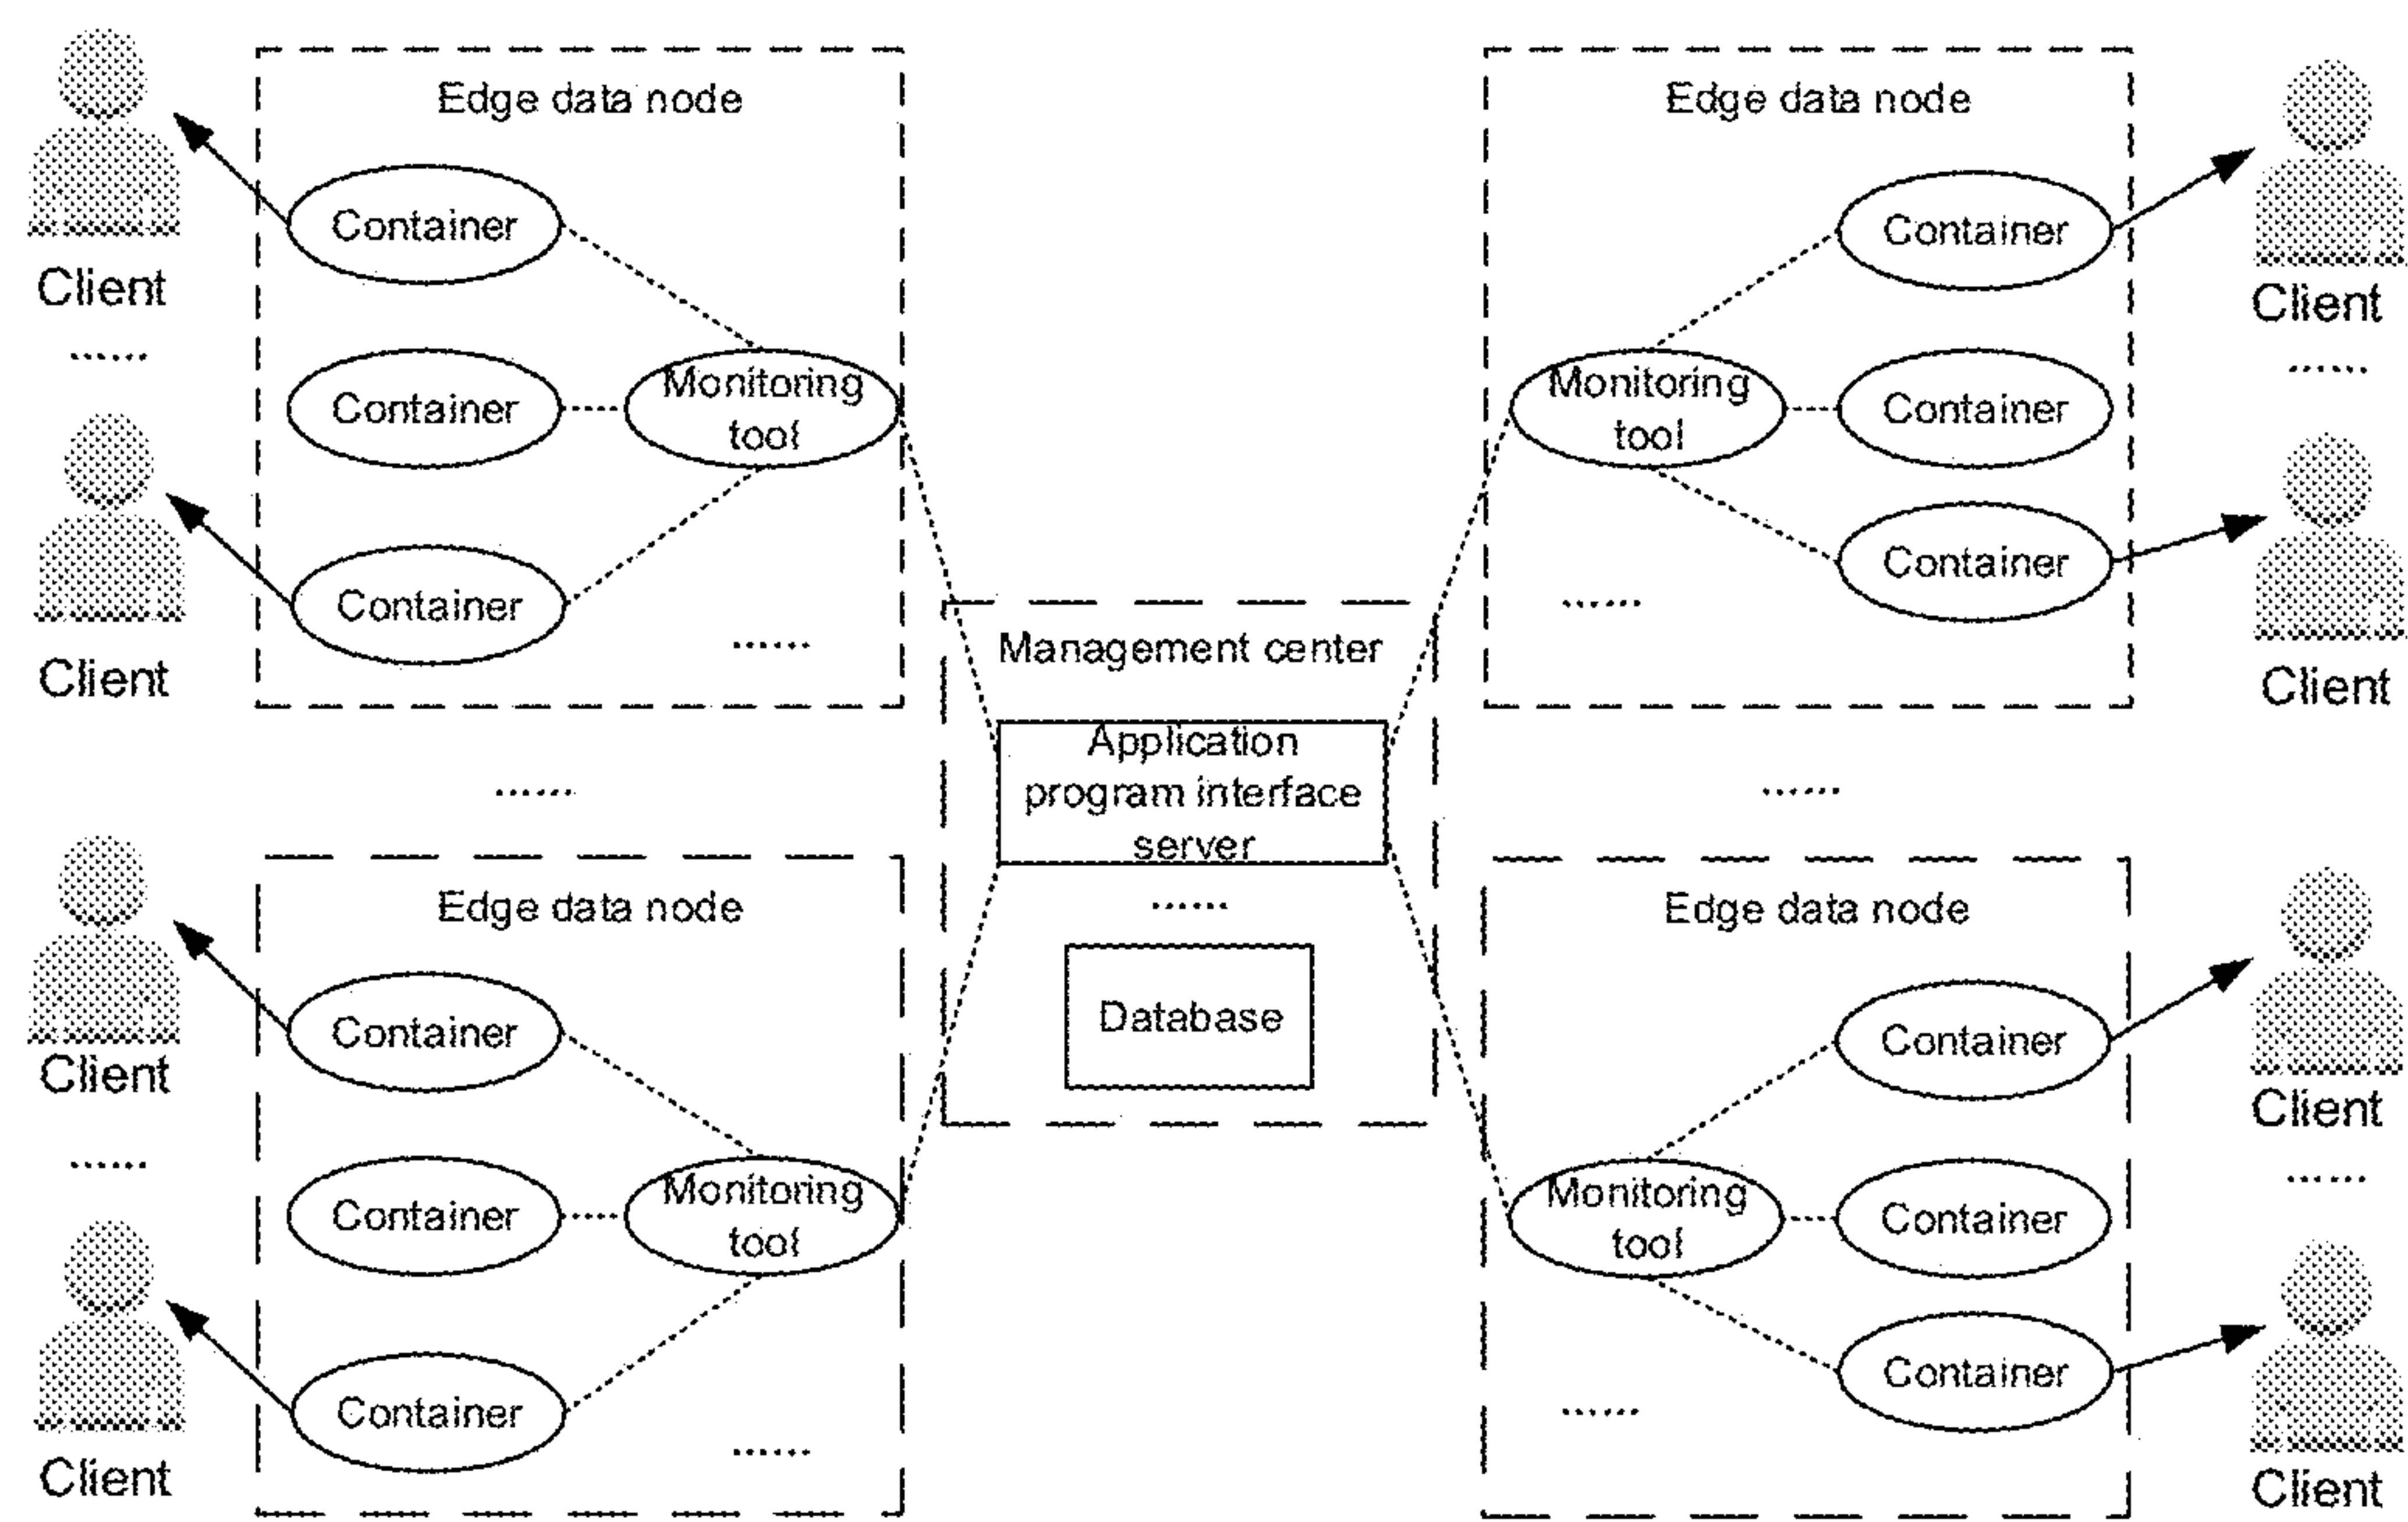 Edge data node
Container
Container
Monitoring
tool
Container
......
Client
......
Client
Edge data node
Container
Monitoring
tool
Container
Container
......
Client
......
Client
......
Management center
Application
program interface
server
......
Database
......
Edge data node
Container
Container
Monitoring
tool
Container
......
Client
......
Client
Edge data node
Container
Monitoring
tool
Container
Container
......
Client
......
Client